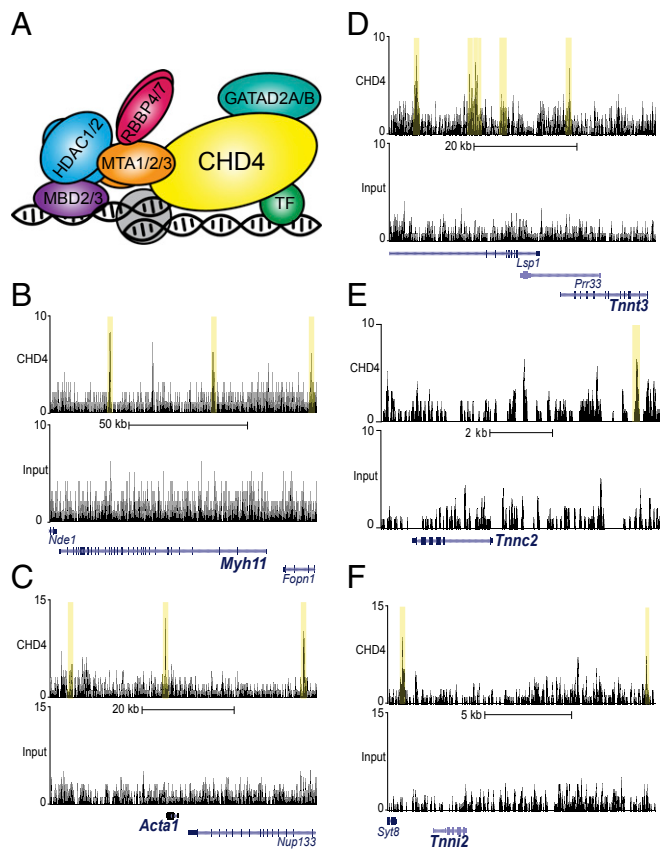 A
HDAC1/2
RBBP4/7
GATAD2A/B
MTA1/2/3
CHD4
MBD2/3
TF
B
10
CHD4
0
50 kb
10
Input
0
Nde1
Myh11
Fopn1
C
15
CHD4
0
20 kb
15
Input
0
Acta1
Nup133
D
10
CHD4
0
20 kb
10
Input
0
Lsp1
Prr33
Tnnt3
E
10
CHD4
0
2 kb
10
Input
0
Tnnc2
F
15
CHD4
0
5 kb
15
Input
0
Syt8
Tnni2